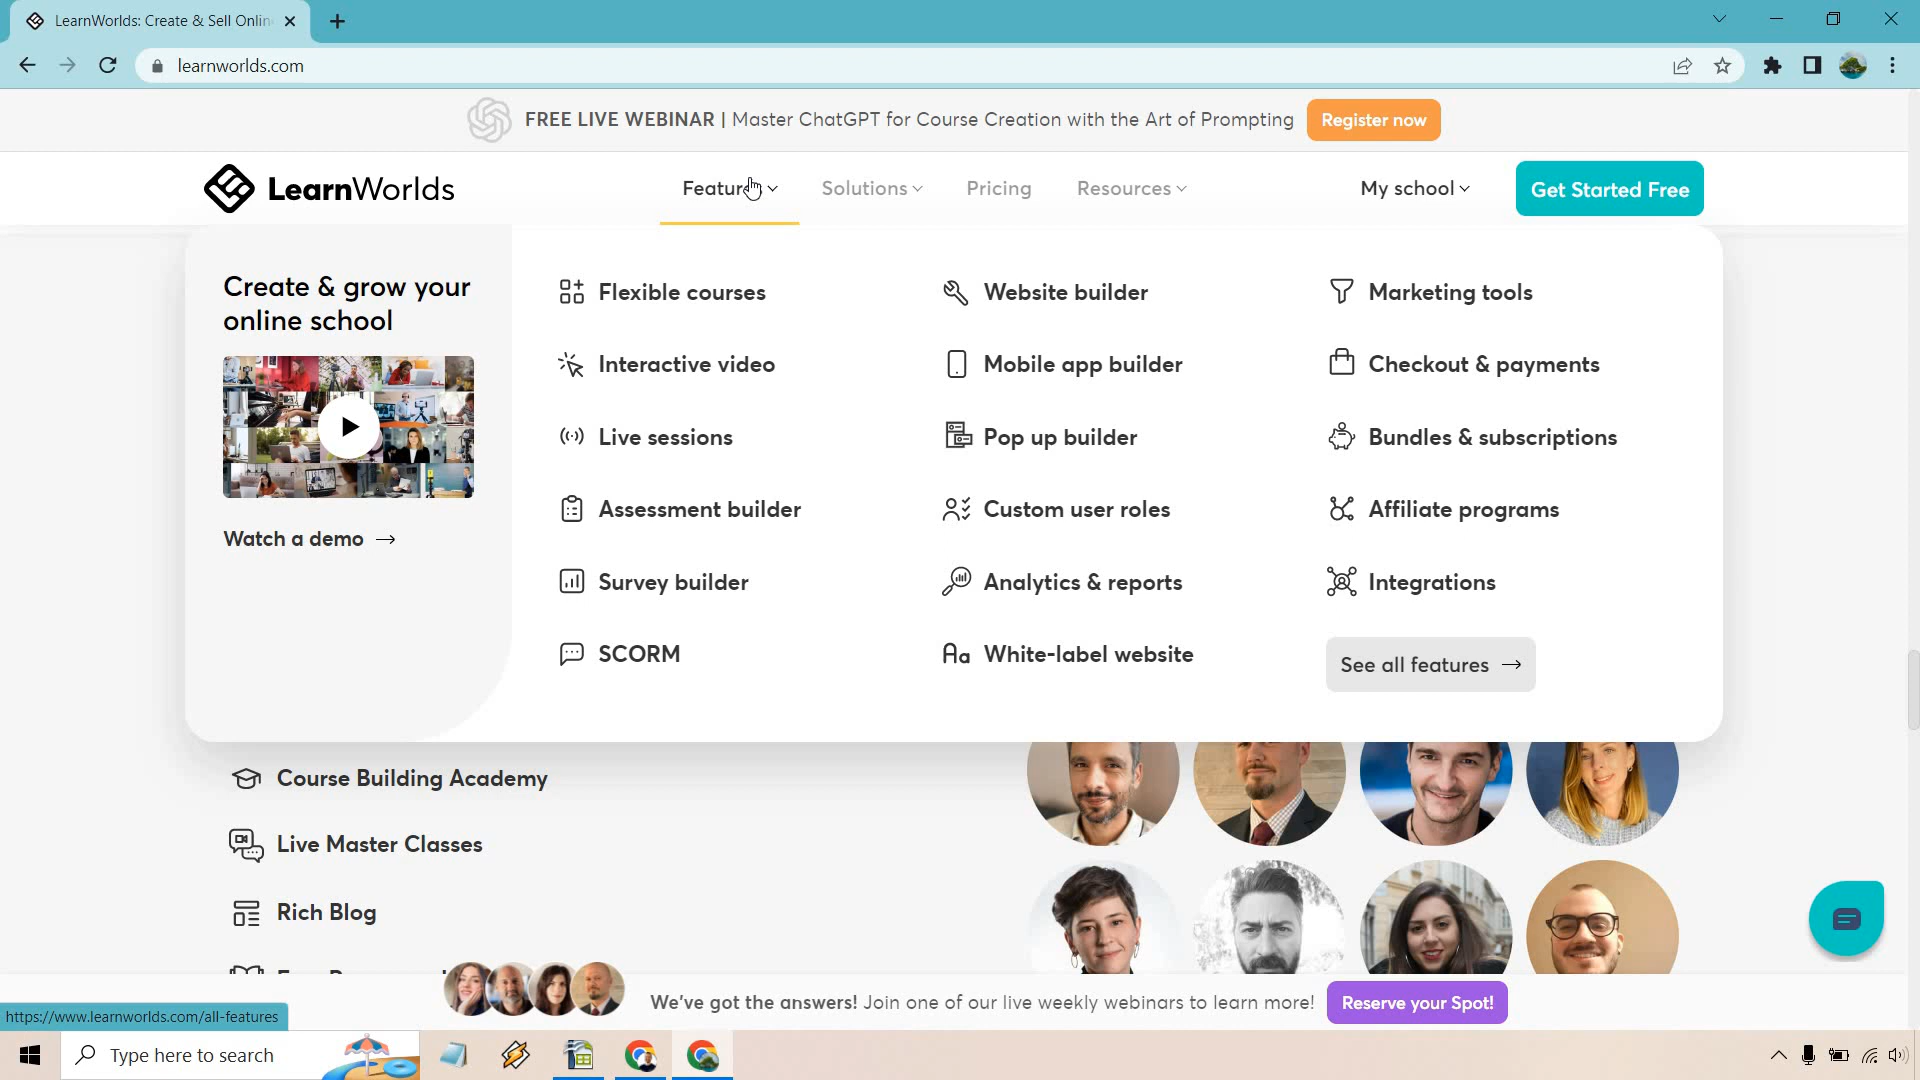 LearnWorlds: Create & Sell Onlin
learnworlds.com
FREE LIVE WEBINAR | Master ChatGPT for Course Creation with the Art of Prompting
Register now
LearnWorlds
Features
Solutions
Pricing
Resources
My school
Get Started Free
Create & grow your
online school
Watch a demo
Flexible courses
Interactive video
Live sessions
Assessment builder
Survey builder
SCORM
Website builder
Mobile app builder
Pop up builder
Custom user roles
Analytics & reports
Aa White-label website
Marketing tools
Checkout & payments
Bundles & subscriptions
Affiliate programs
Integrations
See all features
Course Building Academy
Live Master Classes
Rich Blog
We've got the answers! Join one of our live weekly webinars to learn more!
Reserve your Spot!
https://www.learnworlds.com/all-features
Type here to search